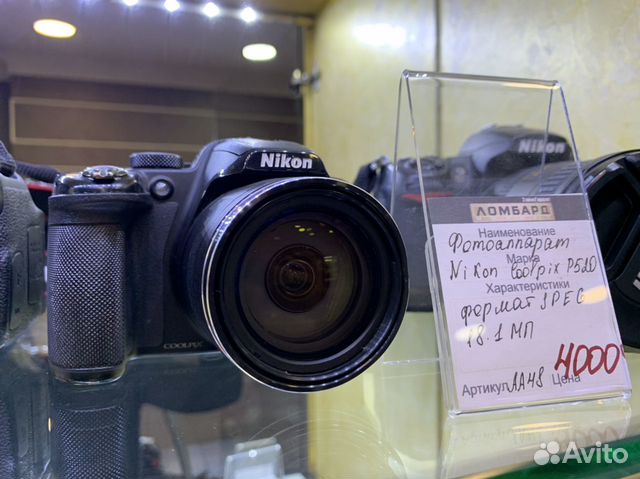 Nikon
COOLPIX
Nikon
ЛОМБАРД
Наименование
Фотоаппарат
Марка
Nikon Coolpix P520
Характеристики
формат JPEG
18.1 МП
4000
Артикул АА48 Цена
Avito